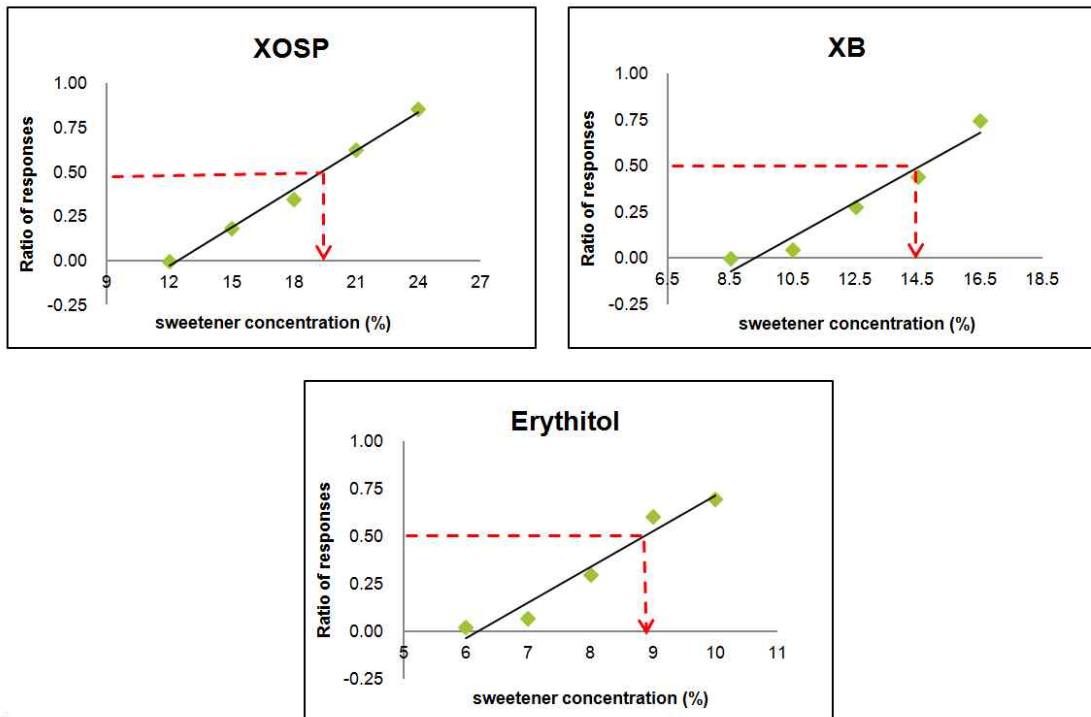 XOSP
1.00
0.75
0.50
0.25
0.00
-0.25
9 12 15 18 21 24 27
Ratio of responses
sweetener concentration (%)
XB
1.00
0.75
0.50
0.25
0.00
-0.25
6.5 8.5 10.5 12.5 14.5 16.5 18.5
Ratio of responses
sweetener concentration (%)
Erythitol
1.00
0.75
0.50
0.25
0.00
-0.25
5 6 7 8 9 10 11
Ratio of responses
sweetener concentration (%)